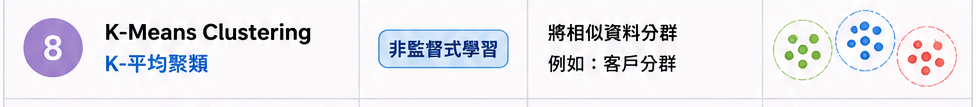 8
K-Means Clustering
K-平均聚類
非監督式學習
將相似資料分群
例如：客戶分群